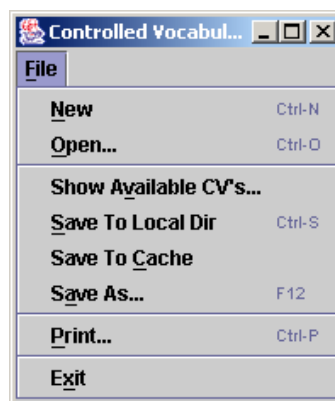 Controlled Vocabul...
File
New Ctrl-N
Open... Ctrl-O
Show Available CV's...
Save To Local Dir Ctrl-S
Save To Cache
Save As... F12
Print... Ctrl-P
Exit